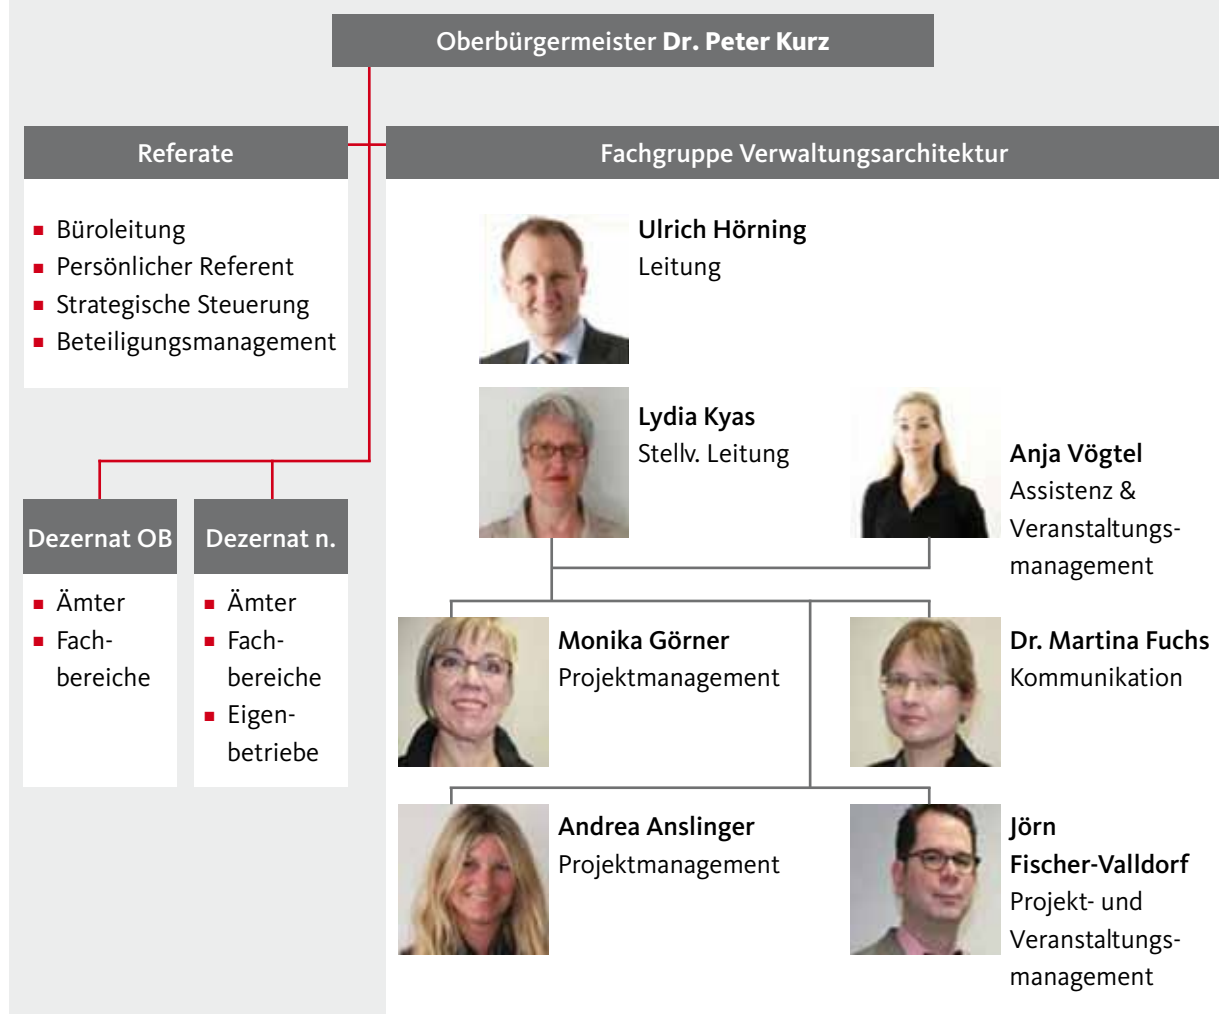 Oberbürgermeister Dr. Peter Kurz
Referate
Büroleitung
Persönlicher Referent
Strategische Steuerung
Beteiligungsmanagement
Dezernat OB
Ämter
Fach-
bereiche
Dezernat n.
Ämter
Fach-
bereiche
Eigen-
betriebe
Fachgruppe Verwaltungsarchitektur
Ulrich Hörning
Leitung
Lydia Kyas
Stellv. Leitung
Anja Vögtel
Assistenz &
Veranstaltungs-
management
Monika Görner
Projektmanagement
Dr. Martina Fuchs
Kommunikation
Andrea Anslinger
Projektmanagement
Jörn
Fischer-Valldorf
Projekt- und
Veranstaltungs-
management